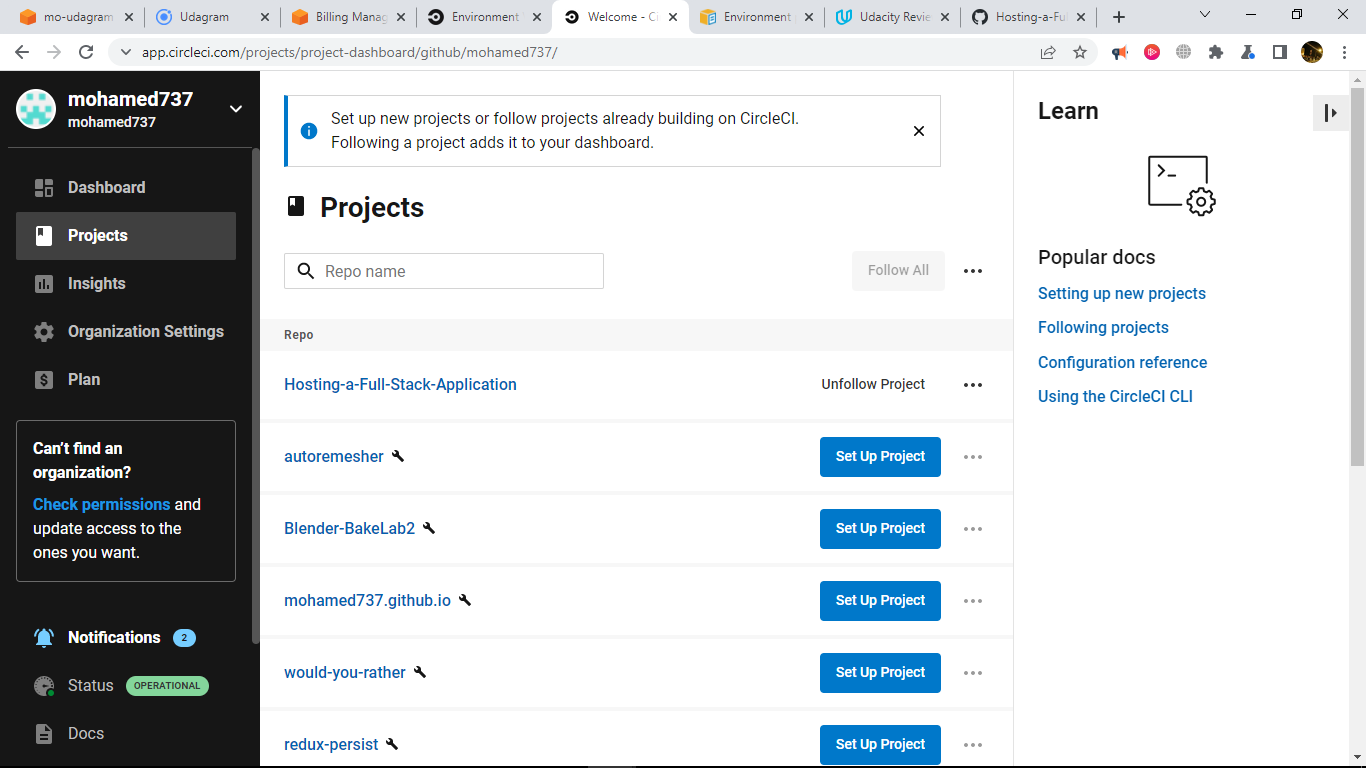 mo-udagram
Udagram
Billing Manag
Environment
Welcome - Ci
Environment
Udacity Revie
Hosting-a-Ful
app.circleci.com/projects/project-dashboard/github/mohamed737/
mohamed737
mohamed737
Dashboard
Projects
Insights
Organization Settings
Plan
Can't find an
organization?
Check permissions and
update access to the
ones you want.
Notifications 2
Status OPERATIONAL
Docs
Set up new projects or follow projects already building on CircleCI.
Following a project adds it to your dashboard.
Projects
Repo name
Follow All
Repo
Hosting-a-Full-Stack-Application Unfollow Project
autoremesher Set Up Project
Blender-BakeLab2 Set Up Project
mohamed737.github.io Set Up Project
would-you-rather Set Up Project
redux-persist Set Up Project
Learn
Popular docs
Setting up new projects
Following projects
Configuration reference
Using the CircleCI CLI